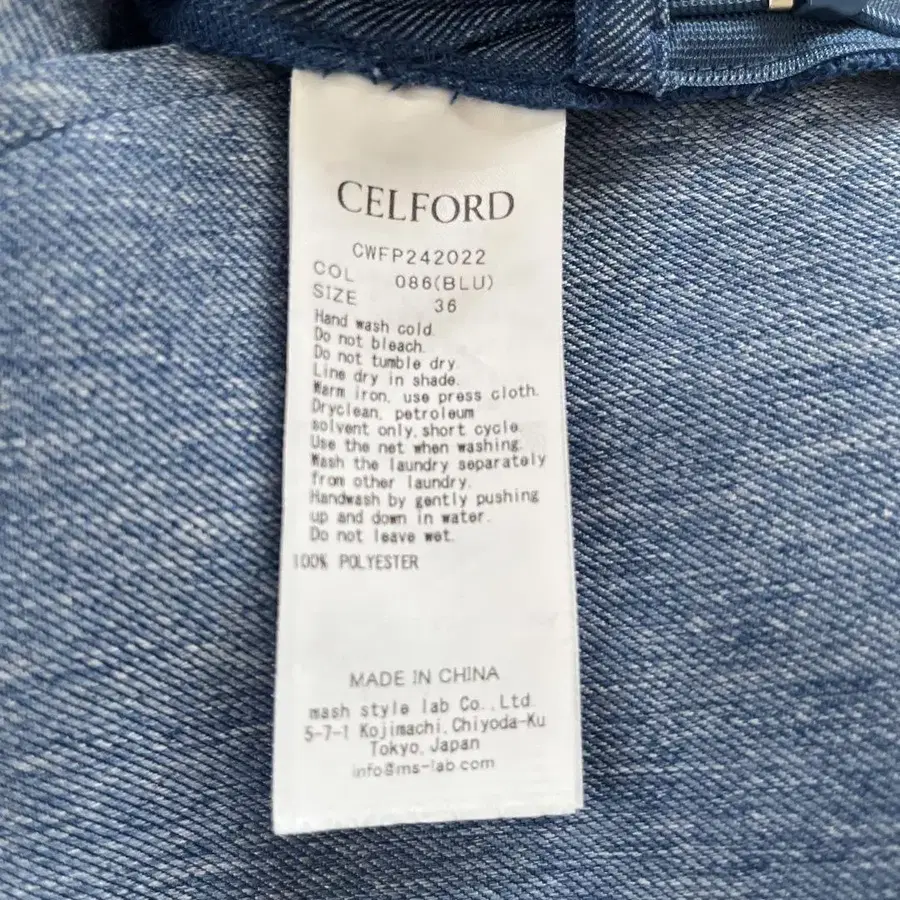 CELFORD
CWFP242022
COL 086(BLU)
SIZE 36
Hand wash cold.
Do not bleach.
Do not tumble dry.
Line dry in shade.
Warm iron, use press cloth.
Dryclean, petroleum
solvent only, short cycle.
Use the net when washing.
Wash the laundry separately
from other laundry.
Handwash by gently pushing
up and down in water.
Do not leave wet.
100% POLYESTER
MADE IN CHINA
mash style lab Co., Ltd.
5-7-1 Kojimachi, Chiyoda-Ku
Tokyo, Japan
info@ms-lab.com